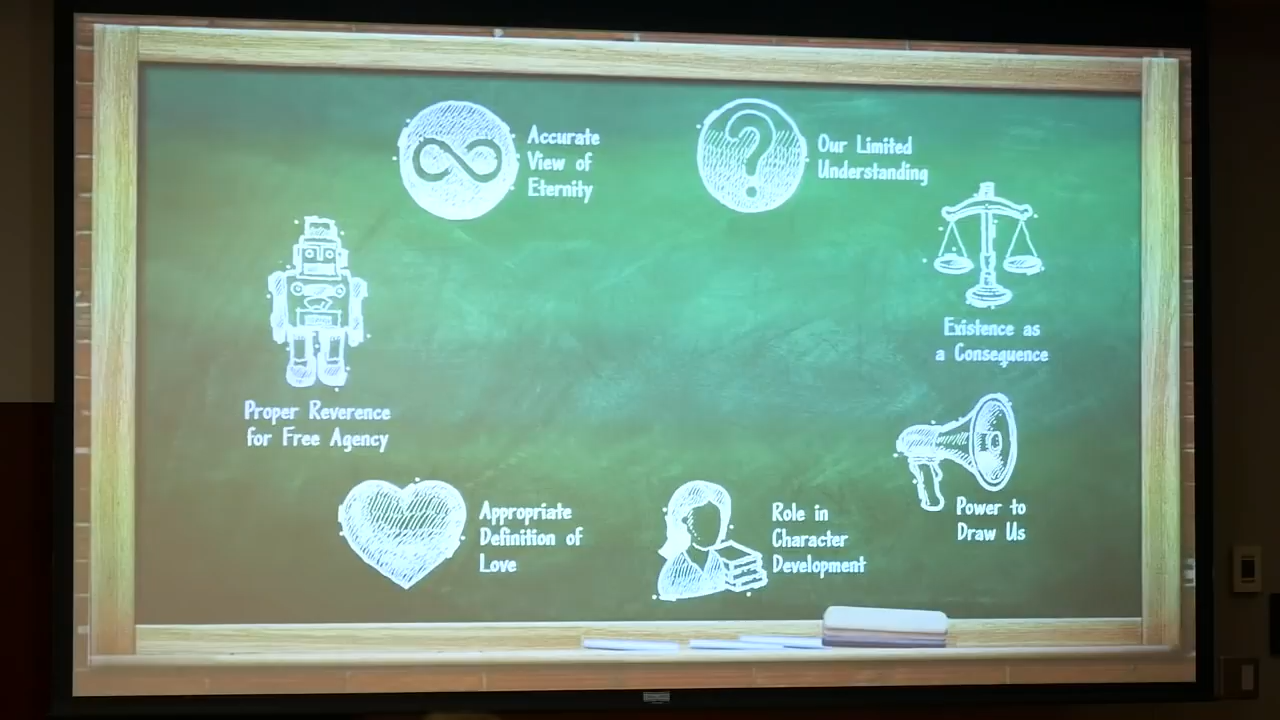 Accurate
View of
Eternity
Our Limited
Understanding
Existence as
a Consequence
Power to
Draw Us
Role in
Character
Development
Appropriate
Definition of
Love
Proper Reverence
for Free Agency